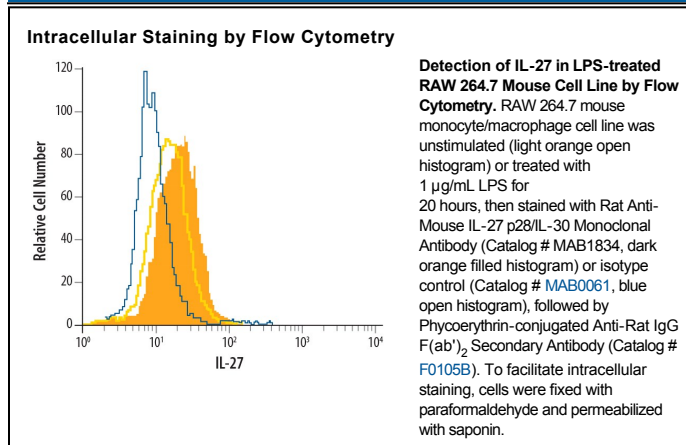 Intracellular Staining by Flow Cytometry
120
100
80
60
40
20
0
Relative Cell Number
10⁰
10¹
10²
10³
10⁴
IL-27
Detection of IL-27 in LPS-treated
RAW 264.7 Mouse Cell Line by Flow
Cytometry. RAW 264.7 mouse
monocyte/macrophage cell line was
unstimulated (light orange open
histogram) or treated with
1 µg/mL LPS for
20 hours, then stained with Rat Anti-
Mouse IL-27 p28/IL-30 Monoclonal
Antibody (Catalog # MAB1834, dark
orange filled histogram) or isotype
control (Catalog # MAB0061, blue
open histogram), followed by
Phycoerythrin-conjugated Anti-Rat IgG
F(ab')₂ Secondary Antibody (Catalog #
F0105B). To facilitate intracellular
staining, cells were fixed with
paraformaldehyde and permeabilized
with saponin.